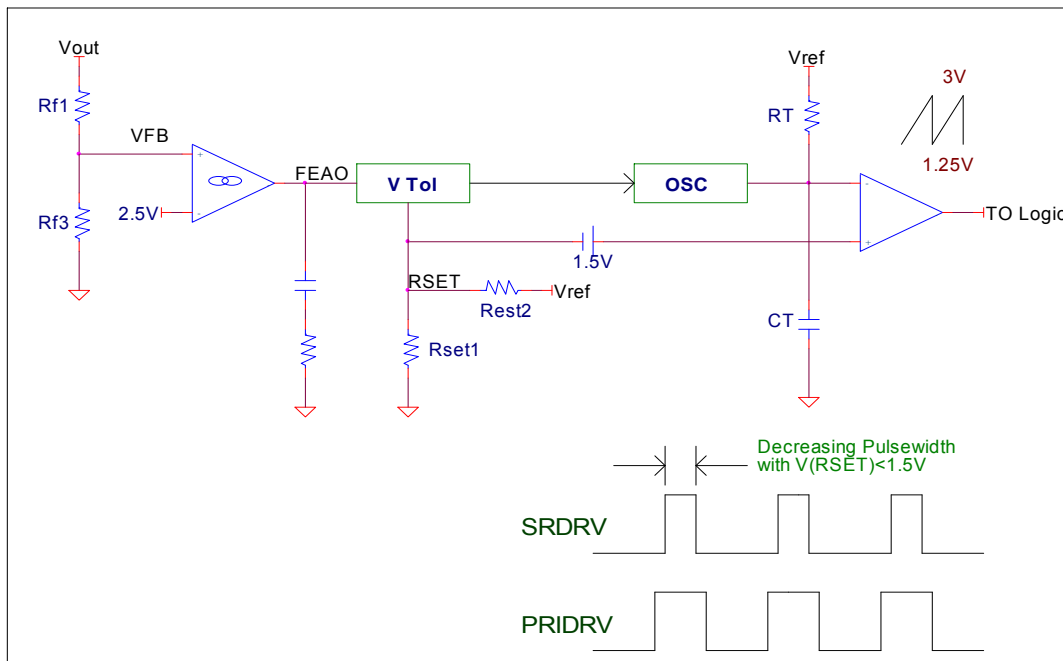 Vout
Vref
3V
Rf1
RT
VFB
+
FEAO
V ToI
OSC
-
1.25V
2.5V
-
TO Logic
Rf3
+
1.5V
RSET
Vref
Rest2
CT
Rset1
Decreasing Pulsewidth
with V(RSET)<1.5V
SRDRV
PRIDRV